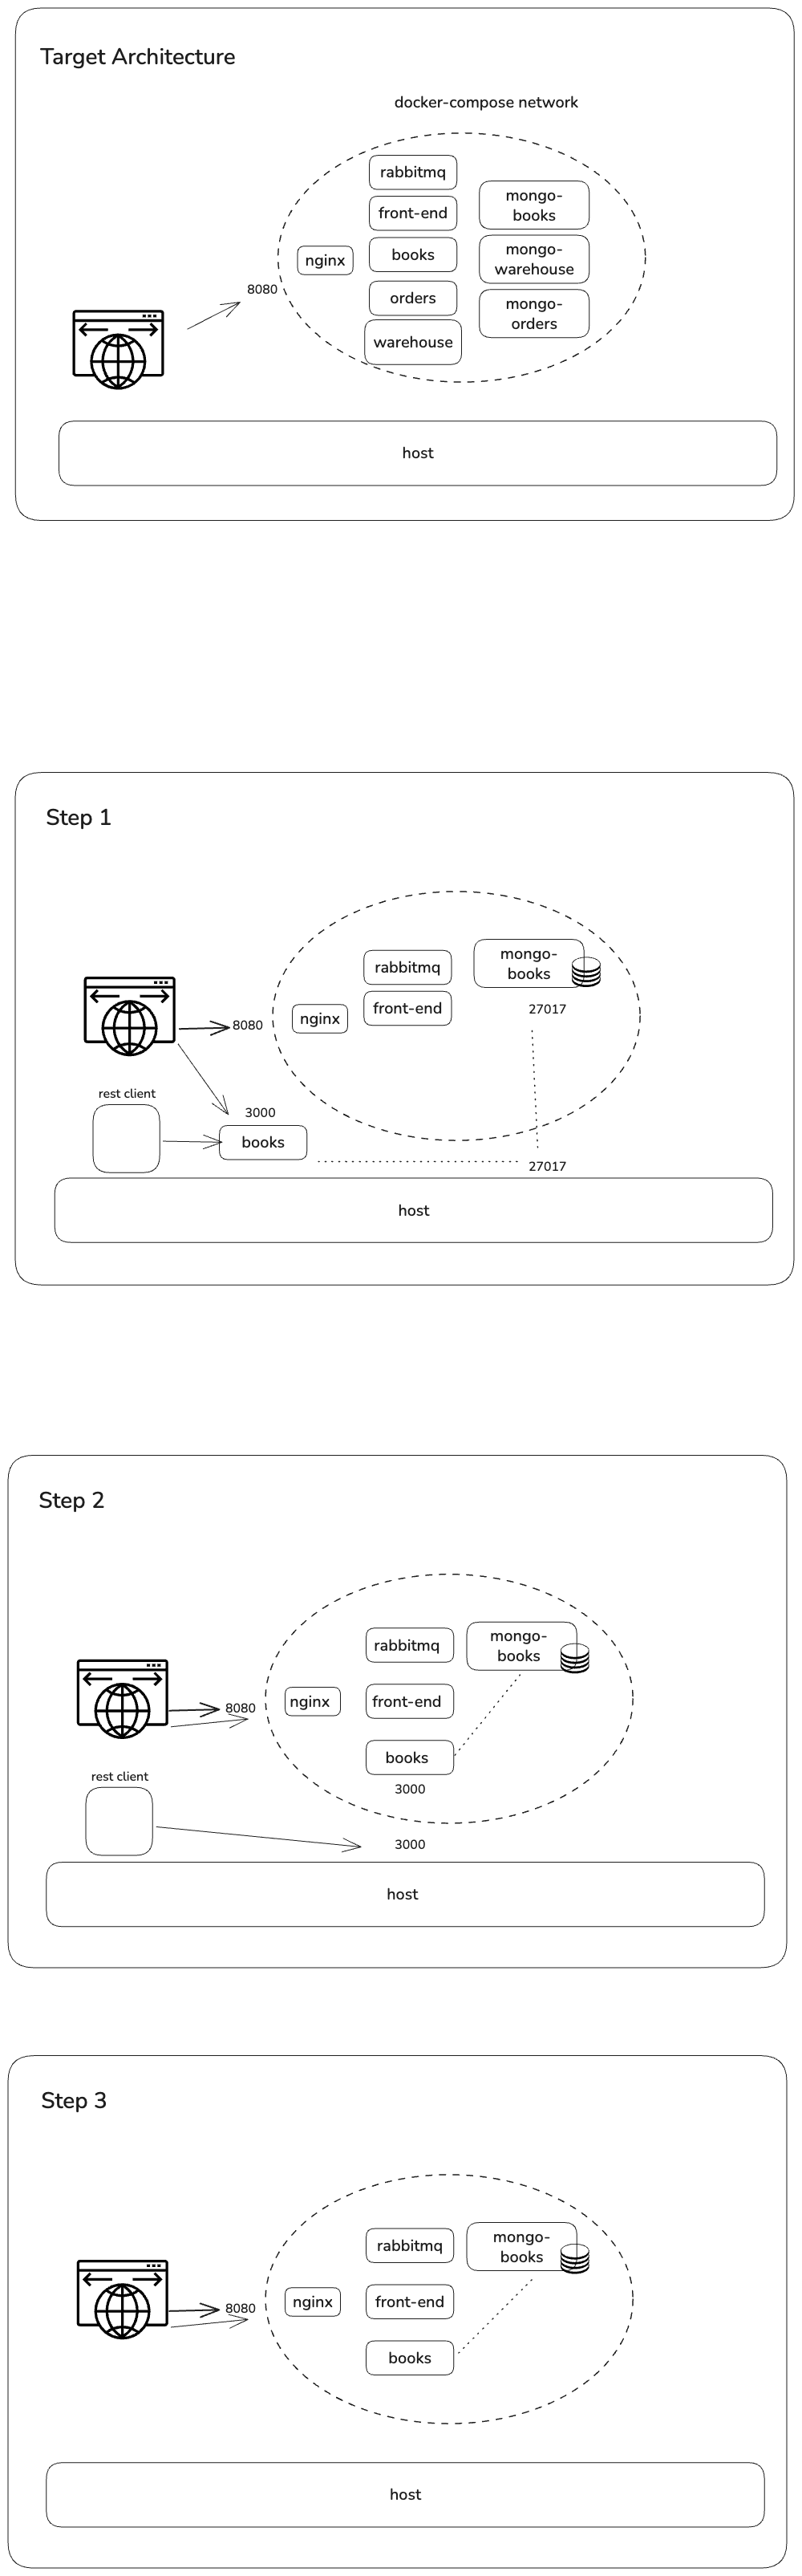 Target Architecture
docker-compose network
rabbitmq
mongo-
books
front-end
books
mongo-
warehouse
nginx
8080
orders
mongo-
orders
warehouse
host
Step 1
mongo-
books
rabbitmq
front-end
27017
nginx
8080
rest client
3000
books
27017
host
Step 2
mongo-
books
rabbitmq
nginx
front-end
8080
books
rest client
3000
3000
host
Step 3
mongo-
books
rabbitmq
nginx
front-end
8080
books
host